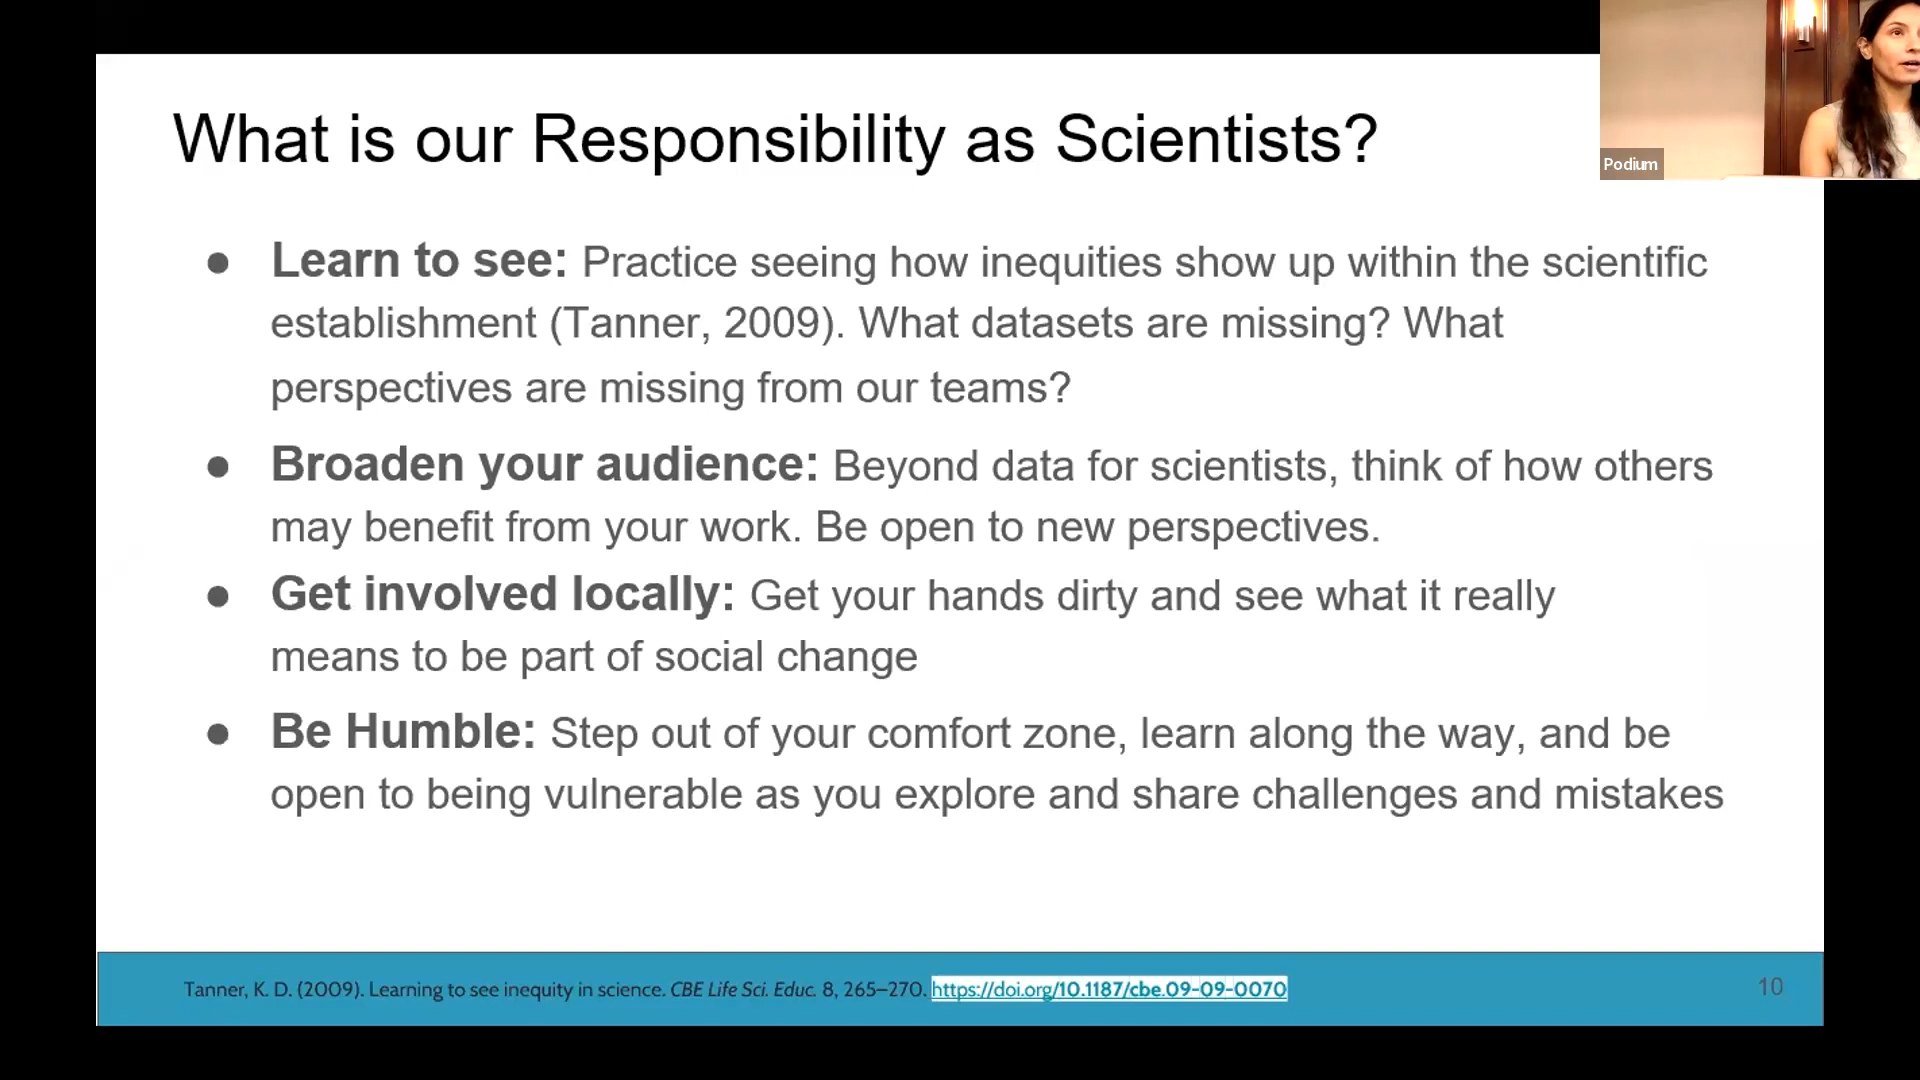 What is our Responsibility as Scientists?
Podium
● Learn to see: Practice seeing how inequities show up within the scientific
establishment (Tanner, 2009). What datasets are missing? What
perspectives are missing from our teams?
● Broaden your audience: Beyond data for scientists, think of how others
may benefit from your work. Be open to new perspectives.
● Get involved locally: Get your hands dirty and see what it really
means to be part of social change
● Be Humble: Step out of your comfort zone, learn along the way, and be
open to being vulnerable as you explore and share challenges and mistakes
Tanner, K. D. (2009). Learning to see inequity in science. CBE Life Sci. Educ. 8, 265–270. https://doi.org/10.1187/cbe.09-09-0070
10